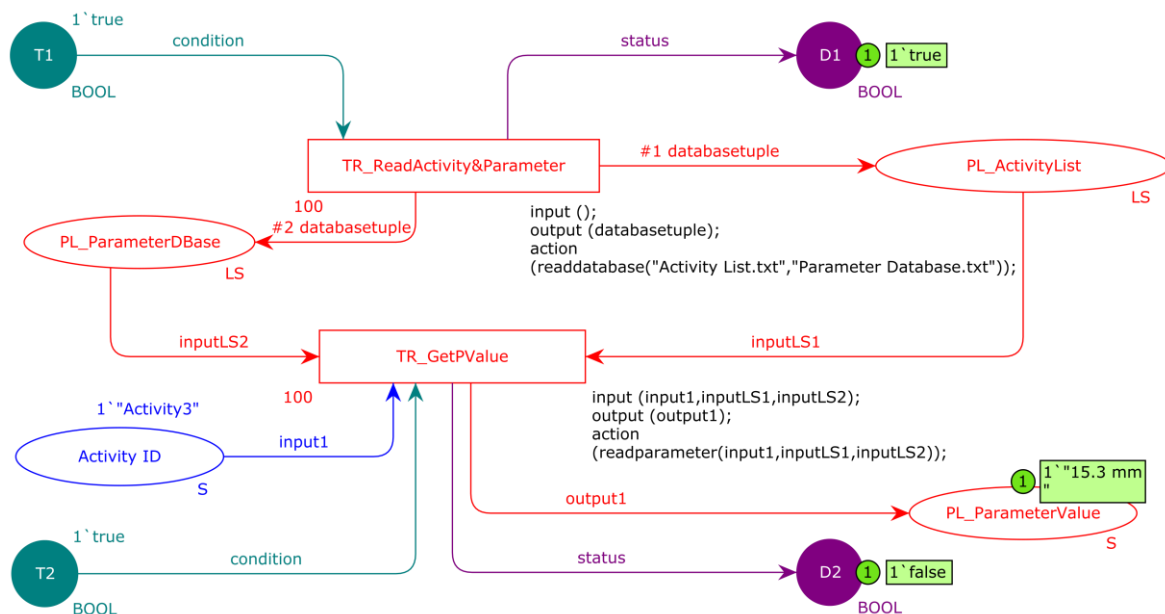 1`true
T1
condition
BOOL
status
D1
1
1`true
BOOL
TR_ReadActivity&Parameter
#1 databasetuple
PL_ActivityList
LS
100
#2 databasetuple
PL_ParameterDBase
LS
input ();
output (databasetuple);
action
(readdatabase("Activity List.txt","Parameter Database.txt"));
inputLS2
TR_GetPValue
inputLS1
100
input (input1,inputLS1,inputLS2);
output (output1);
action
(readparameter(input1,inputLS1,inputLS2));
1`"Activity3"
Activity ID
input1
S
output1
1
1`"15.3 mm
"
PL_ParameterValue
S
1`true
T2
condition
BOOL
status
D2
1
1`false
BOOL